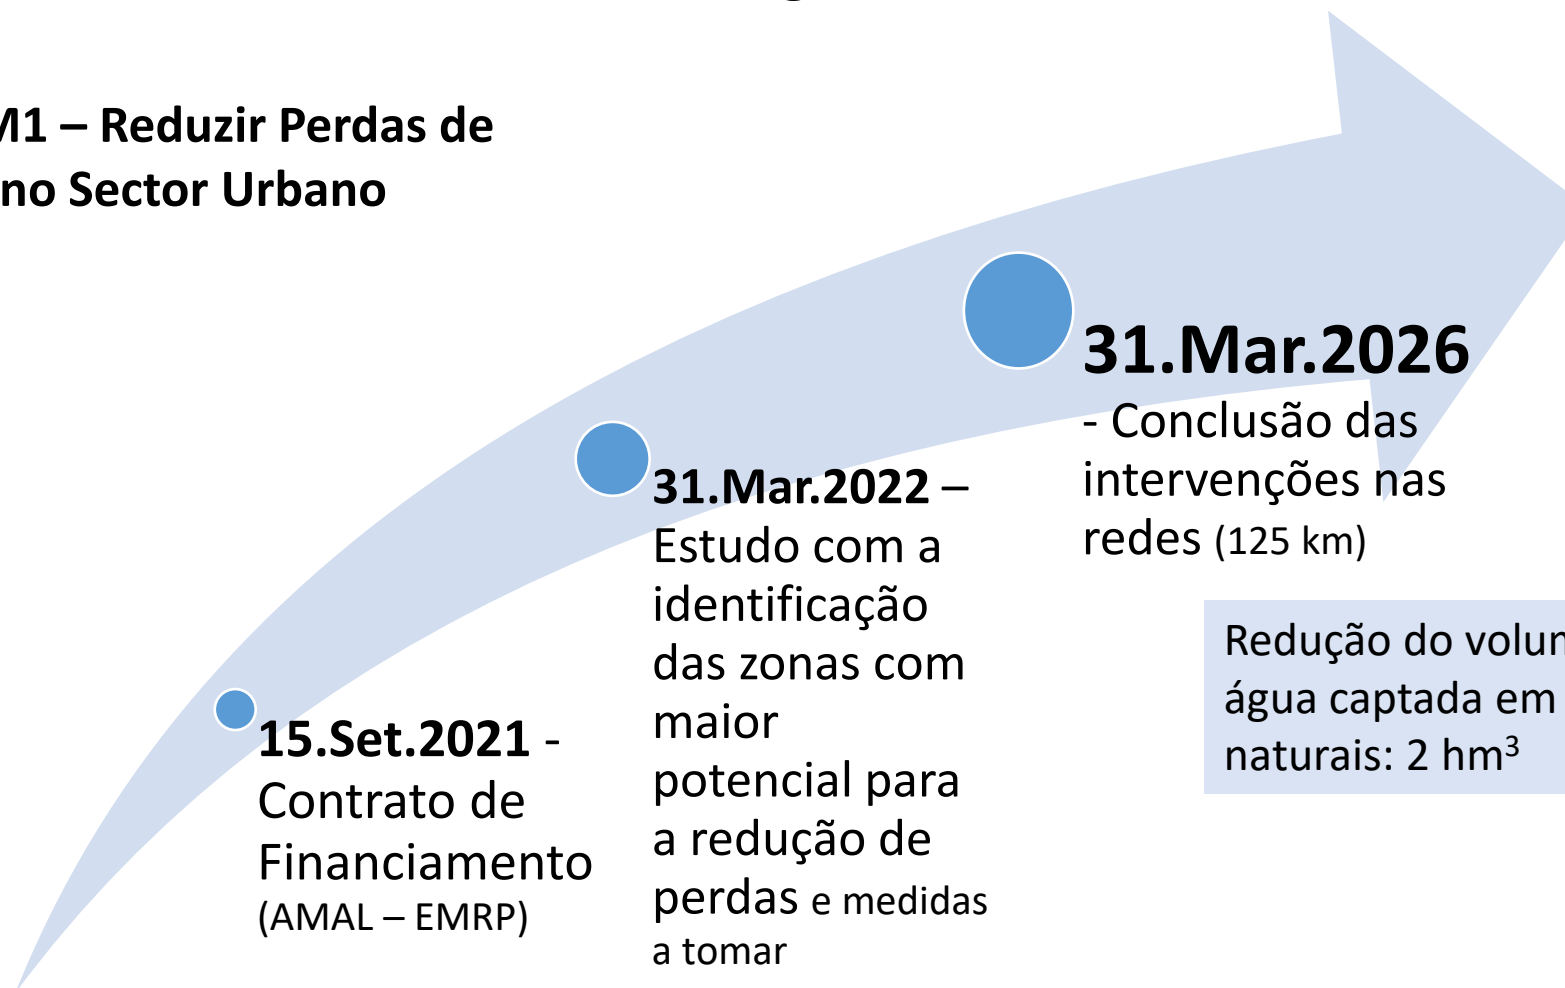 – Reduzir Perdas de
no Sector Urbano
31.Mar.2026
- Conclusão das
intervenções nas
redes (125 km)
31.Mar.2022 –
Estudo com a
identificação
das zonas com
maior
potencial para
a redução de
perdas e medidas
a tomar
15.Set.2021 -
Contrato de
Financiamento
(AMAL – EMRP)
Redução do
água captada em
naturais: 2 hm³